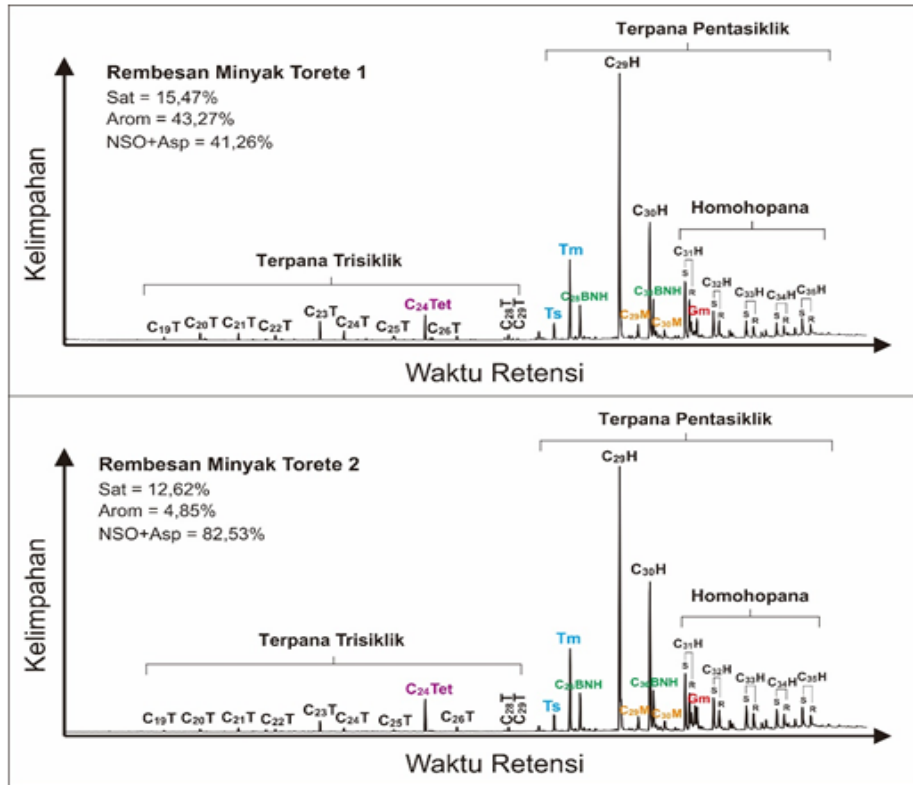 Terpana Pentasiklik
C₂₉H
Rembesan Minyak Torete 1
Sat = 15,47%
Arom = 43,27%
NSO+Asp = 41,26%
Kelimpahan
C₃₀H
Homohopana
Tm
C₃₁H
S
R
Terpana Trisiklik
C₂₄Tet
C₂₈BNH
C₃₀BNH
C₃₂H
S
R
C₃₃H
S
R
C₃₄H
S
R
C₃₅H
S
R
Gm
Ts
C₂₉M
C₃₀M
C₁₉T
C₂₀T
C₂₁T
C₂₂T
C₂₃T
C₂₄T
C₂₅T
C₂₆T
C₂₈T
C₂₉T
Waktu Retensi
Terpana Pentasiklik
C₂₉H
Rembesan Minyak Torete 2
Sat = 12,62%
Arom = 4,85%
NSO+Asp = 82,53%
Kelimpahan
C₃₀H
Homohopana
Tm
C₃₁H
S
R
Terpana Trisiklik
C₂₄Tet
C₂₈BNH
C₃₀BNH
C₃₂H
S
R
C₃₃H
S
R
C₃₄H
S
R
C₃₅H
S
R
Gm
Ts
C₂₉M
C₃₀M
C₁₉T
C₂₀T
C₂₁T
C₂₂T
C₂₃T
C₂₄T
C₂₅T
C₂₆T
C₂₈T
C₂₉T
Waktu Retensi